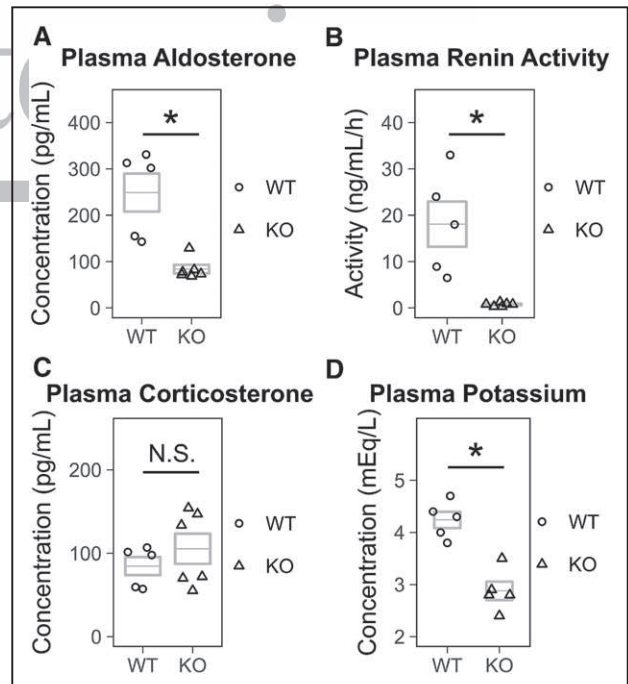 A
Plasma Aldosterone
Concentration (pg/mL)
400
300
200
100
0
*
WT
KO
WT
KO
B
Plasma Renin Activity
Activity (ng/mL/h)
40
30
20
10
0
*
WT
KO
WT
KO
C
Plasma Corticosterone
Concentration (pg/mL)
200
100
0
N.S.
WT
KO
WT
KO
D
Plasma Potassium
Concentration (mEq/L)
5
4
3
2
*
WT
KO
WT
KO